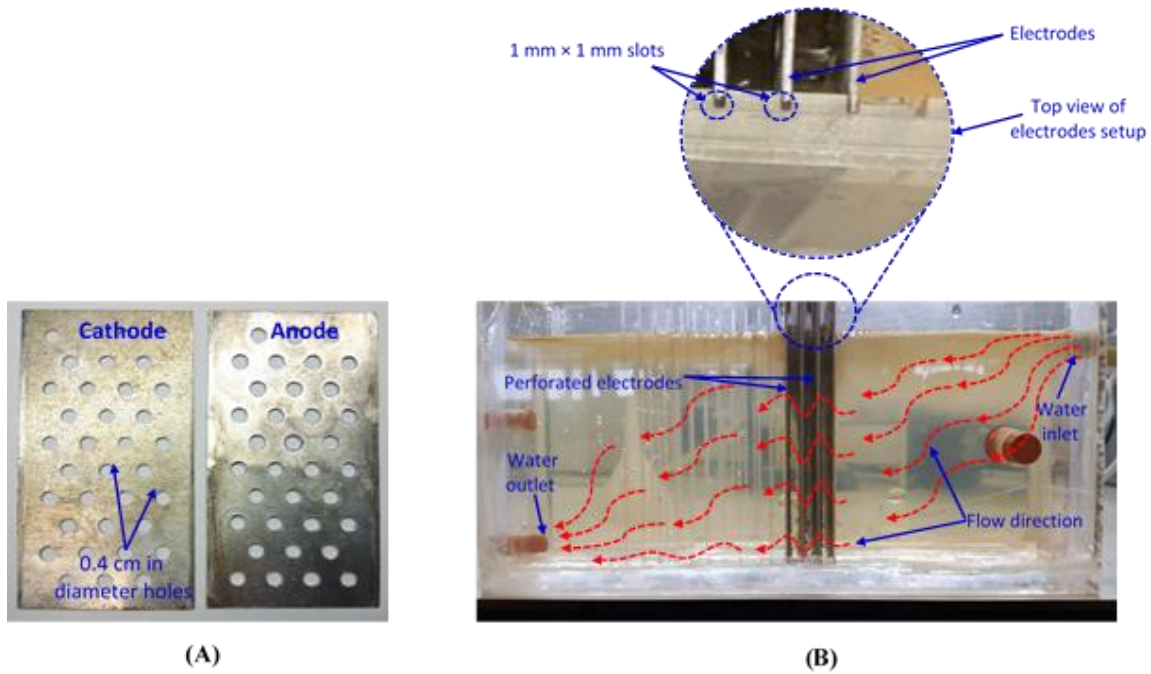 Cathode
Anode
0.4 cm in
diameter holes
(A)
1 mm × 1 mm slots
Electrodes
Top view of
electrodes setup
Perforated electrodes
Water
inlet
Water
outlet
Flow direction
(B)